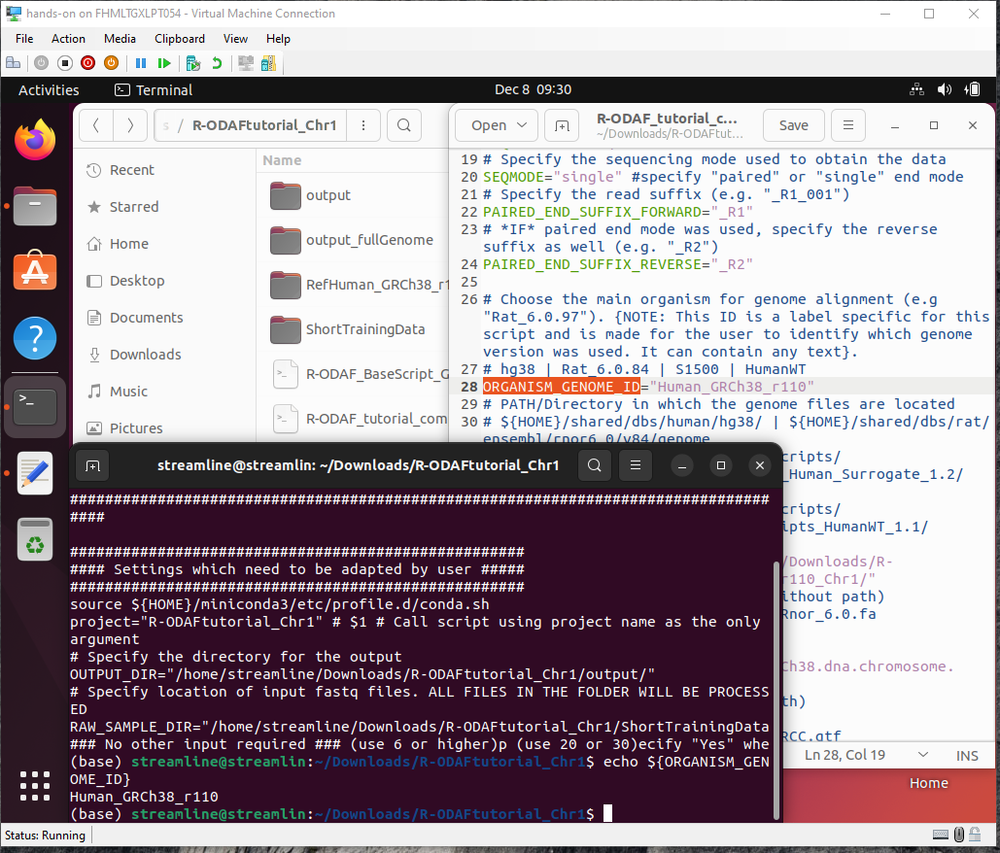 hands-on on FHMLTGXLPT054 - Virtual Machine Connection
File Action Media Clipboard View Help
Activities
Terminal
Dec 8 09:30
s / R-ODAFtutorial_Chr1
Recent
Starred
Home
Desktop
Documents
Downloads
Music
Pictures
Name
output
output_fullGenome
RefHuman_GRCh38_r1
ShortTrainingData
R-ODAF_BaseScript_G
R-ODAF_tutorial_com
Open
R-ODAF_tutorial_c...
~/Downloads/R-ODAFtut...
Save
19 # Specify the sequencing mode used to obtain the data
20 SEQMODE="single" #specify "paired" or "single" end mode
21 # Specify the read suffix (e.g. "_R1_001")
22 PAIRED_END_SUFFIX_FORWARD="_R1"
23 # *IF* paired end mode was used, specify the reverse
suffix as well (e.g. "_R2")
24 PAIRED_END_SUFFIX_REVERSE="_R2"
25
26 # Choose the main organism for genome alignment (e.g
"Rat_6.0.97"). {NOTE: This ID is a label specific for this
script and is made for the user to identify which genome
version was used. It can contain any text}.
27 # hg38 | Rat_6.0.84 | S1500 | HumanWT
28 ORGANISM_GENOME_ID="Human_GRCh38_r110"
29 # PATH/Directory in which the genome files are located
30 # ${HOME}/shared/dbs/human/hg38/ | ${HOME}/shared/dbs/rat/
ensembl/rnor6_0/v84/genome
cripts/
_Human_Surrogate_1.2/
cripts/
ipts_HumanWT_1.1/
/Downloads/R-
r110_Chr1/"
ithout path)
Rnor_6.0.fa
Ch38.dna.chromosome.
th)
RCC.gtf
Ln 28, Col 19
INS
Home
streamline@streamlin: ~/Downloads/R-ODAFtutorial_Chr1
################################################################################
####
####################################################
#### Settings which need to be adapted by user #####
####################################################
source ${HOME}/miniconda3/etc/profile.d/conda.sh
project="R-ODAFtutorial_Chr1" # $1 # Call script using project name as the only
argument
# Specify the directory for the output
OUTPUT_DIR="/home/streamline/Downloads/R-ODAFtutorial_Chr1/output/"
# Specify location of input fastq files. ALL FILES IN THE FOLDER WILL BE PROCESS
ED
RAW_SAMPLE_DIR="/home/streamline/Downloads/R-ODAFtutorial_Chr1/ShortTrainingData
### No other input required ### (use 6 or higher)p (use 20 or 30)ecify "Yes" whe
(base) streamline@streamlin:~/Downloads/R-ODAFtutorial_Chr1$ echo ${ORGANISM_GEN
OME_ID}
Human_GRCh38_r110
(base) streamline@streamlin:~/Downloads/R-ODAFtutorial_Chr1$
Status: Running